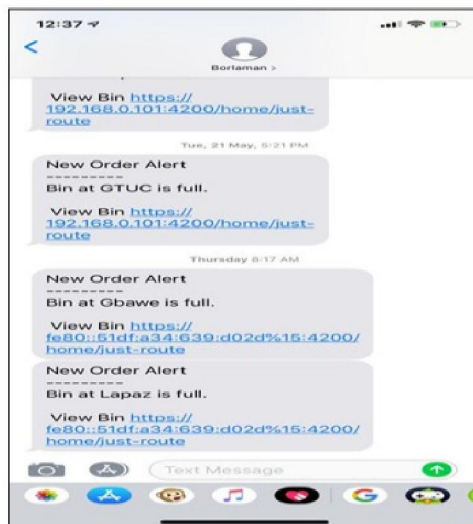 12:37
Borlaman >
View Bin https://
192.168.0.101:4200/home/just-
route
Tue, 21 May, 5:21 PM
New Order Alert
---------
Bin at GTUC is full.
View Bin https://
192.168.0.101:4200/home/just-
route
Thursday 8:17 AM
New Order Alert
---------
Bin at Gbawe is full.
View Bin https://
fe80::51df:a34:639:d02d%15:4200/
home/just-route
New Order Alert
---------
Bin at Lapaz is full.
View Bin https://
fe80::51df:a34:639:d02d%15:4200/
home/just-route
Text Message